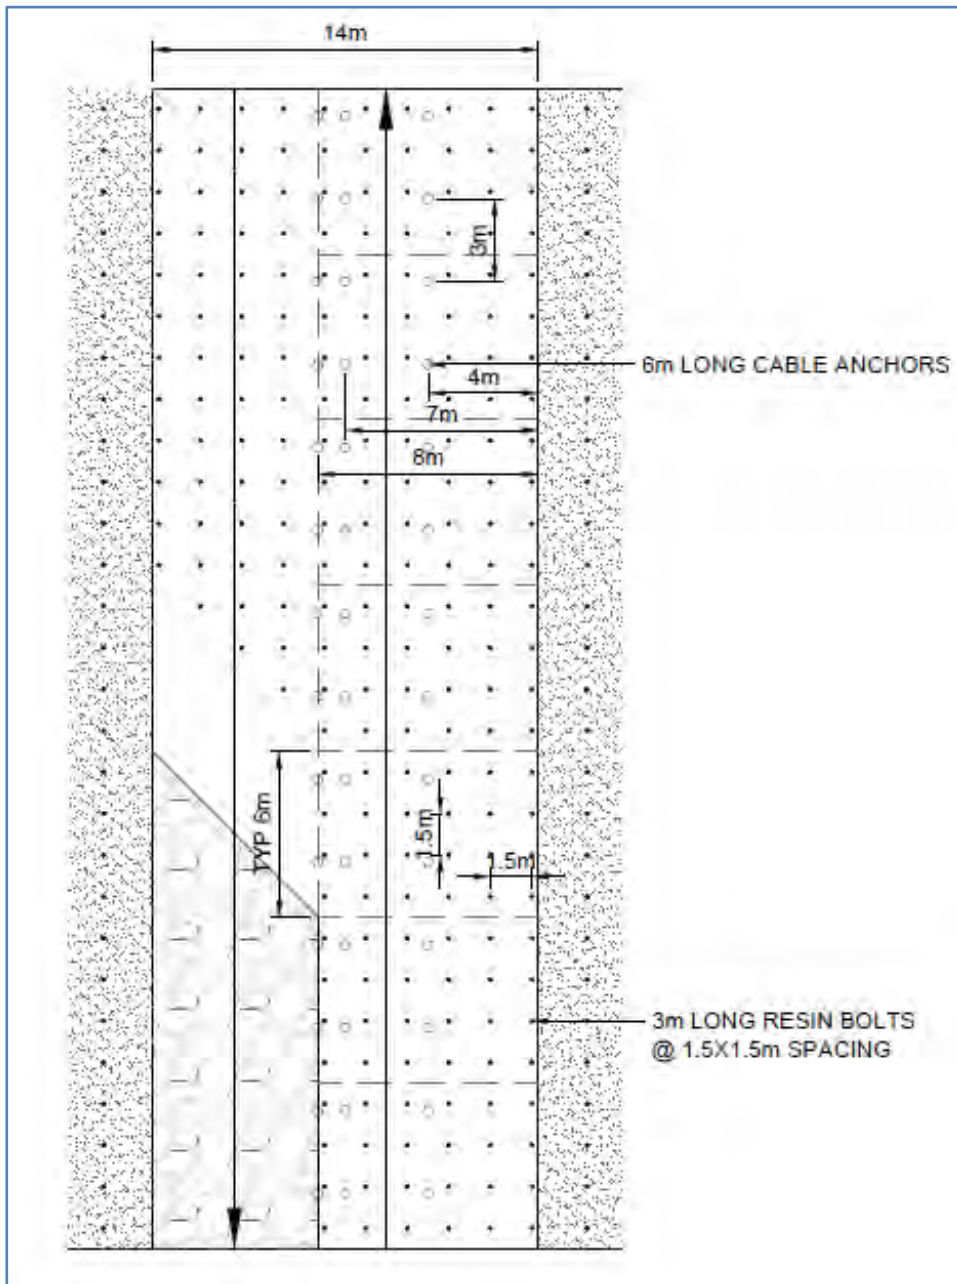 14m
3m
6m LONG CABLE ANCHORS
4m
7m
8m
TYP 6m
1.5m
1.5m
3m LONG RESIN BOLTS
@ 1.5X1.5m SPACING